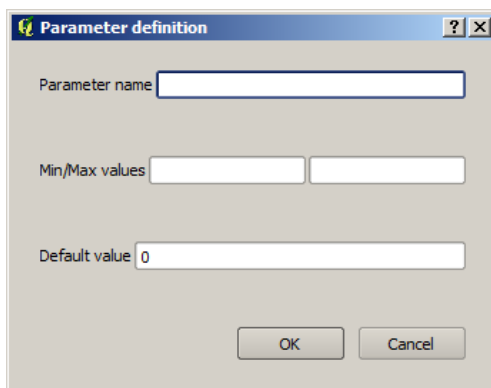 Parameter definition
Parameter name
Min/Max values
Default value 0
OK Cancel